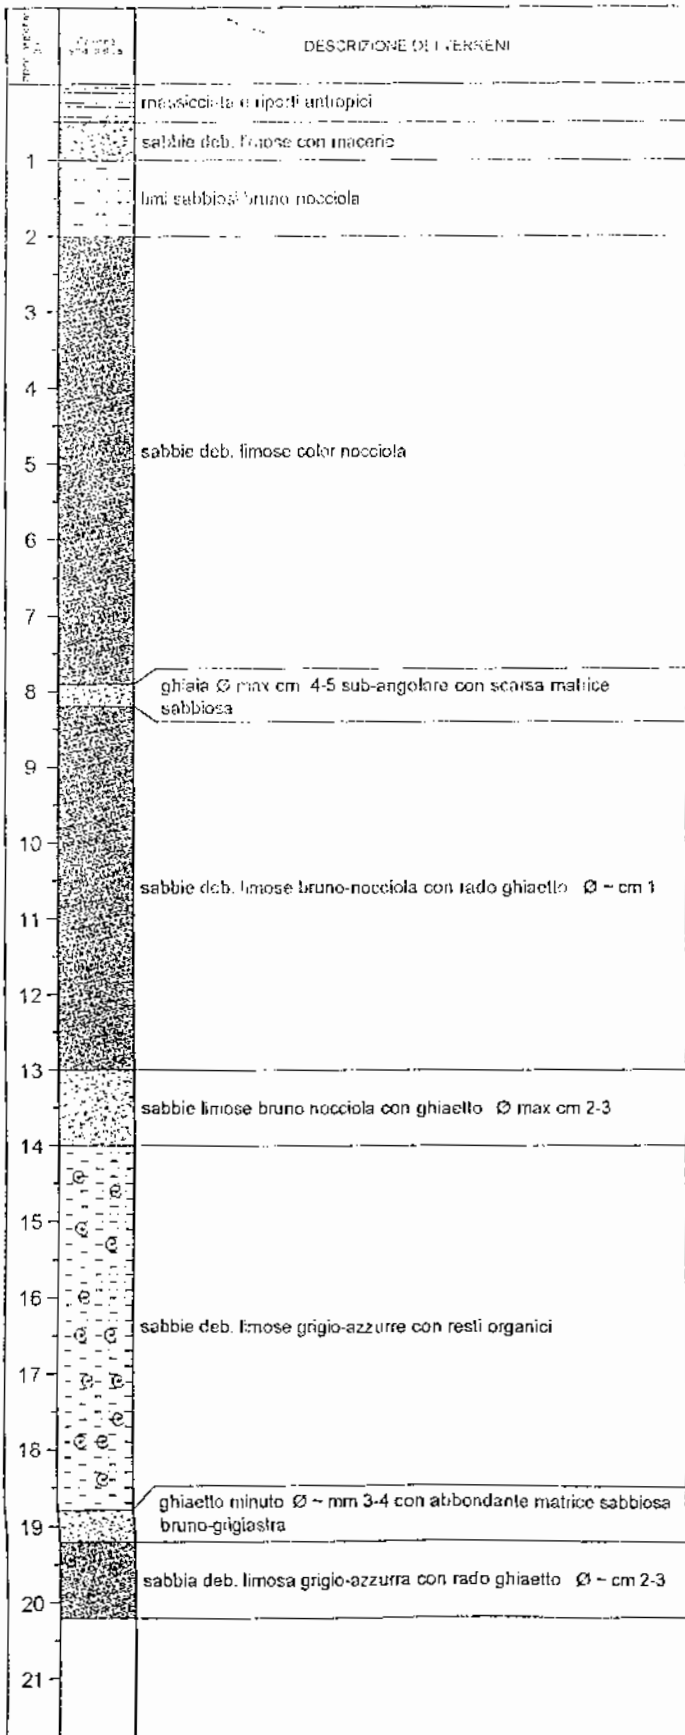 DESCRIZIONE DEI TERRENI
massicciata e riporti antropici
sabbie deb. limose con macerie
1
limi sabbiosi bruno nocciola
2
3
4
sabbie deb. limose color nocciola
5
6
7
ghiaia Ø max cm 4-5 sub-angolare con scarsa matrice
8
sabbiosa
9
10
sabbie deb. limose bruno-nocciola con rado ghiaetto Ø ~ cm 1
11
12
13
sabbie limose bruno nocciola con ghiaetto Ø max cm 2-3
14
15
16
sabbie deb. limose grigio-azzurre con resti organici
17
18
ghiaetto minuto Ø ~ mm 3-4 con abbondante matrice sabbiosa
19
bruno-grigiastra
sabbia deb. limosa grigio-azzurra con rado ghiaetto Ø ~ cm 2-3
20
21